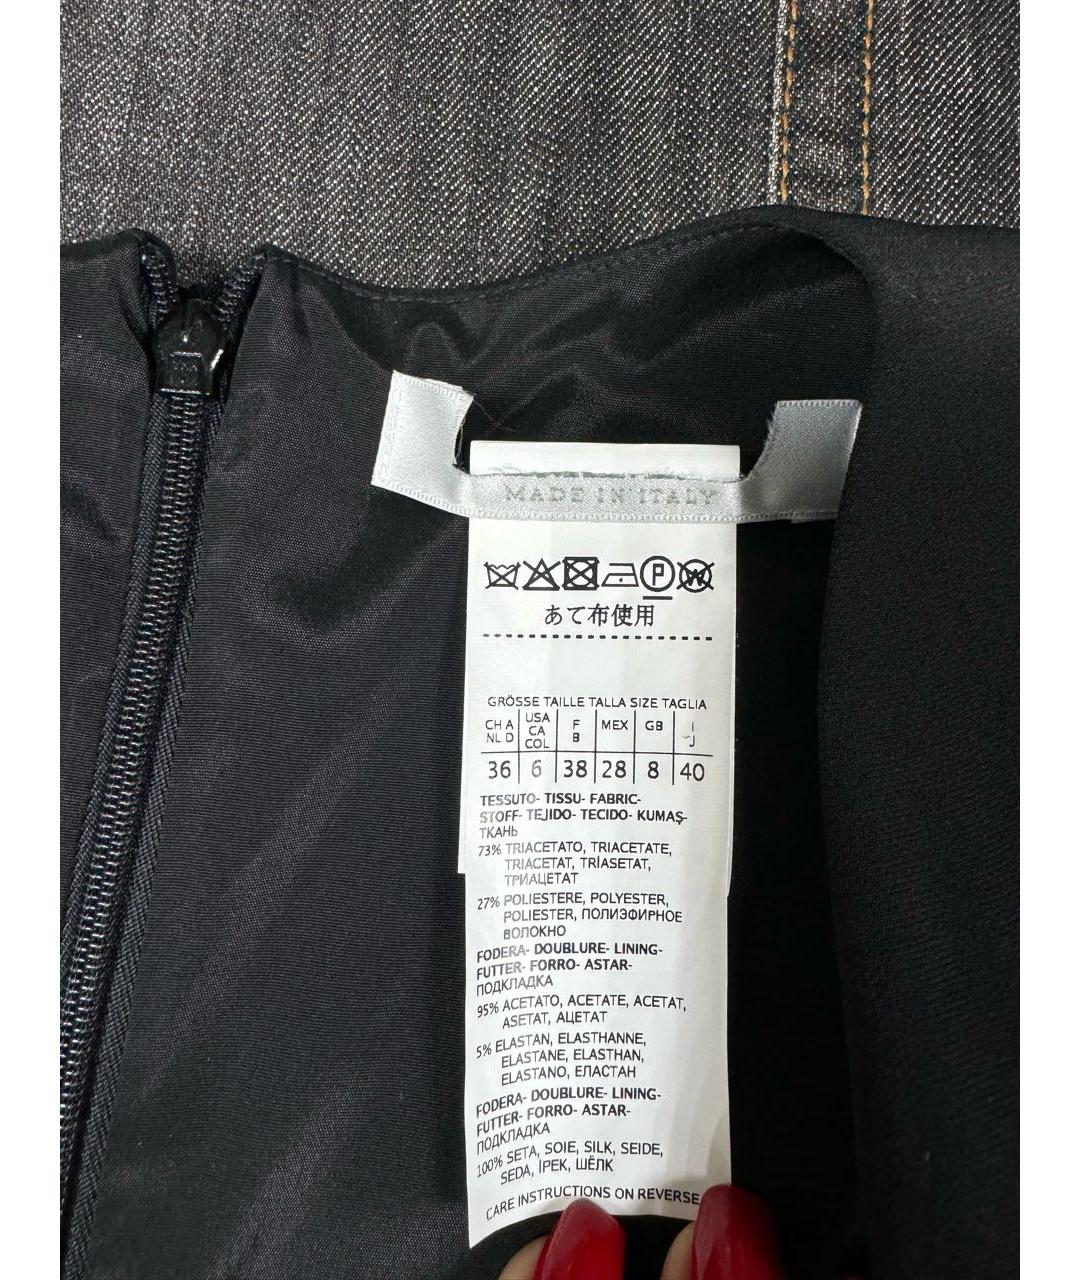 MADE IN ITALY
P
W
あて布使用
GRÖSSE TAILLE TALLA SIZE TAGLIA
CH A NL D USA CA COL F B MEX GB I J
36 6 38 28 8 40
TESSUTO- TISSU- FABRIC-
STOFF- TEJIDO- TECIDO- KUMAŞ-
ТКАНЬ
73% TRIACETATO, TRIACETATE,
TRIACETAT, TRİASETAT,
ТРИАЦЕТАТ
27% POLIESTERE, POLYESTER,
POLIESTER, ПОЛИЭФИРНОЕ
ВОЛОКНО
FODERA- DOUBLURE- LINING-
FUTTER- FORRO- ASTAR-
ПОДКЛАДКА
95% ACETATO, ACETATE, ACETAT,
ASETAT, АЦЕТАТ
5% ELASTAN, ELASTHANNE,
ELASTANE, ELASTHAN,
ELASTANO, ЕЛАСТАН
FODERA- DOUBLURE- LINING-
FUTTER- FORRO- ASTAR-
ПОДКЛАДКА
100% SETA, SOIE, SILK, SEIDE,
SEDA, İPEK, ШЁЛК
CARE INSTRUCTIONS ON REVERSE